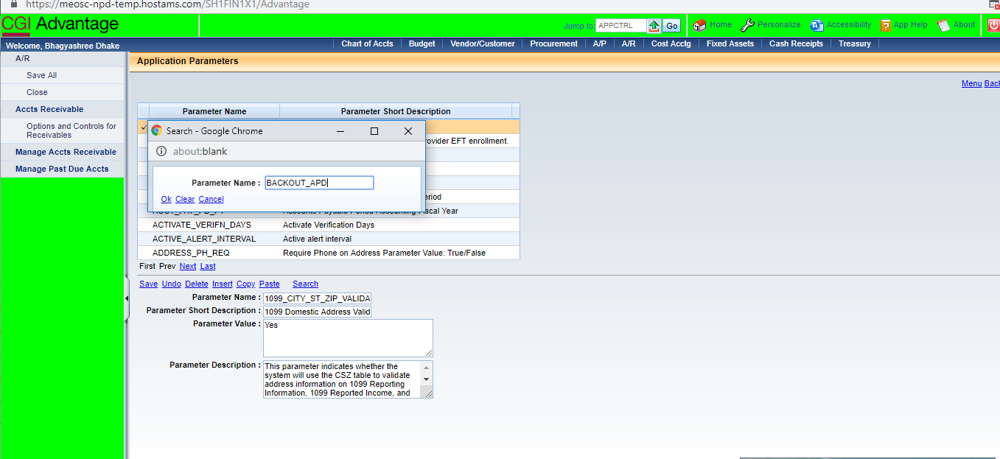 https://meosc-npd-temp.hostams.com/SH1FIN1X1/Advantage
CGI Advantage
Jump to: APPCTRL Go Home Personalize Accessibility App Help About
Welcome, Bhagyashree Dhake
Chart of Accts Budget Vendor/Customer Procurement A/P A/R Cost Acctg Fixed Assets Cash Receipts Treasury
A/R
Save All
Close
Accts Receivable
Options and Controls for
Receivables
Manage Accts Receivable
Manage Past Due Accts
Application Parameters
Menu Back
Parameter Name Parameter Short Description
Search - Google Chrome
about:blank
Parameter Name : BACKOUT_APD
Ok Clear Cancel
rovider EFT enrollment.
eriod
Accounts Payable Period Accounting Fiscal Year
ACTIVATE_VERIFN_DAYS Activate Verification Days
ACTIVE_ALERT_INTERVAL Active alert interval
ADDRESS_PH_REQ Require Phone on Address Parameter Value: True/False
First Prev Next Last
Save Undo Delete Insert Copy Paste Search
Parameter Name : 1099_CITY_ST_ZIP_VALIDA
Parameter Short Description : 1099 Domestic Address Valid
Parameter Value : Yes
Parameter Description : This parameter indicates whether the
system will use the CSZ table to validate
address information on 1099 Reporting
Information, 1099 Reported Income, and